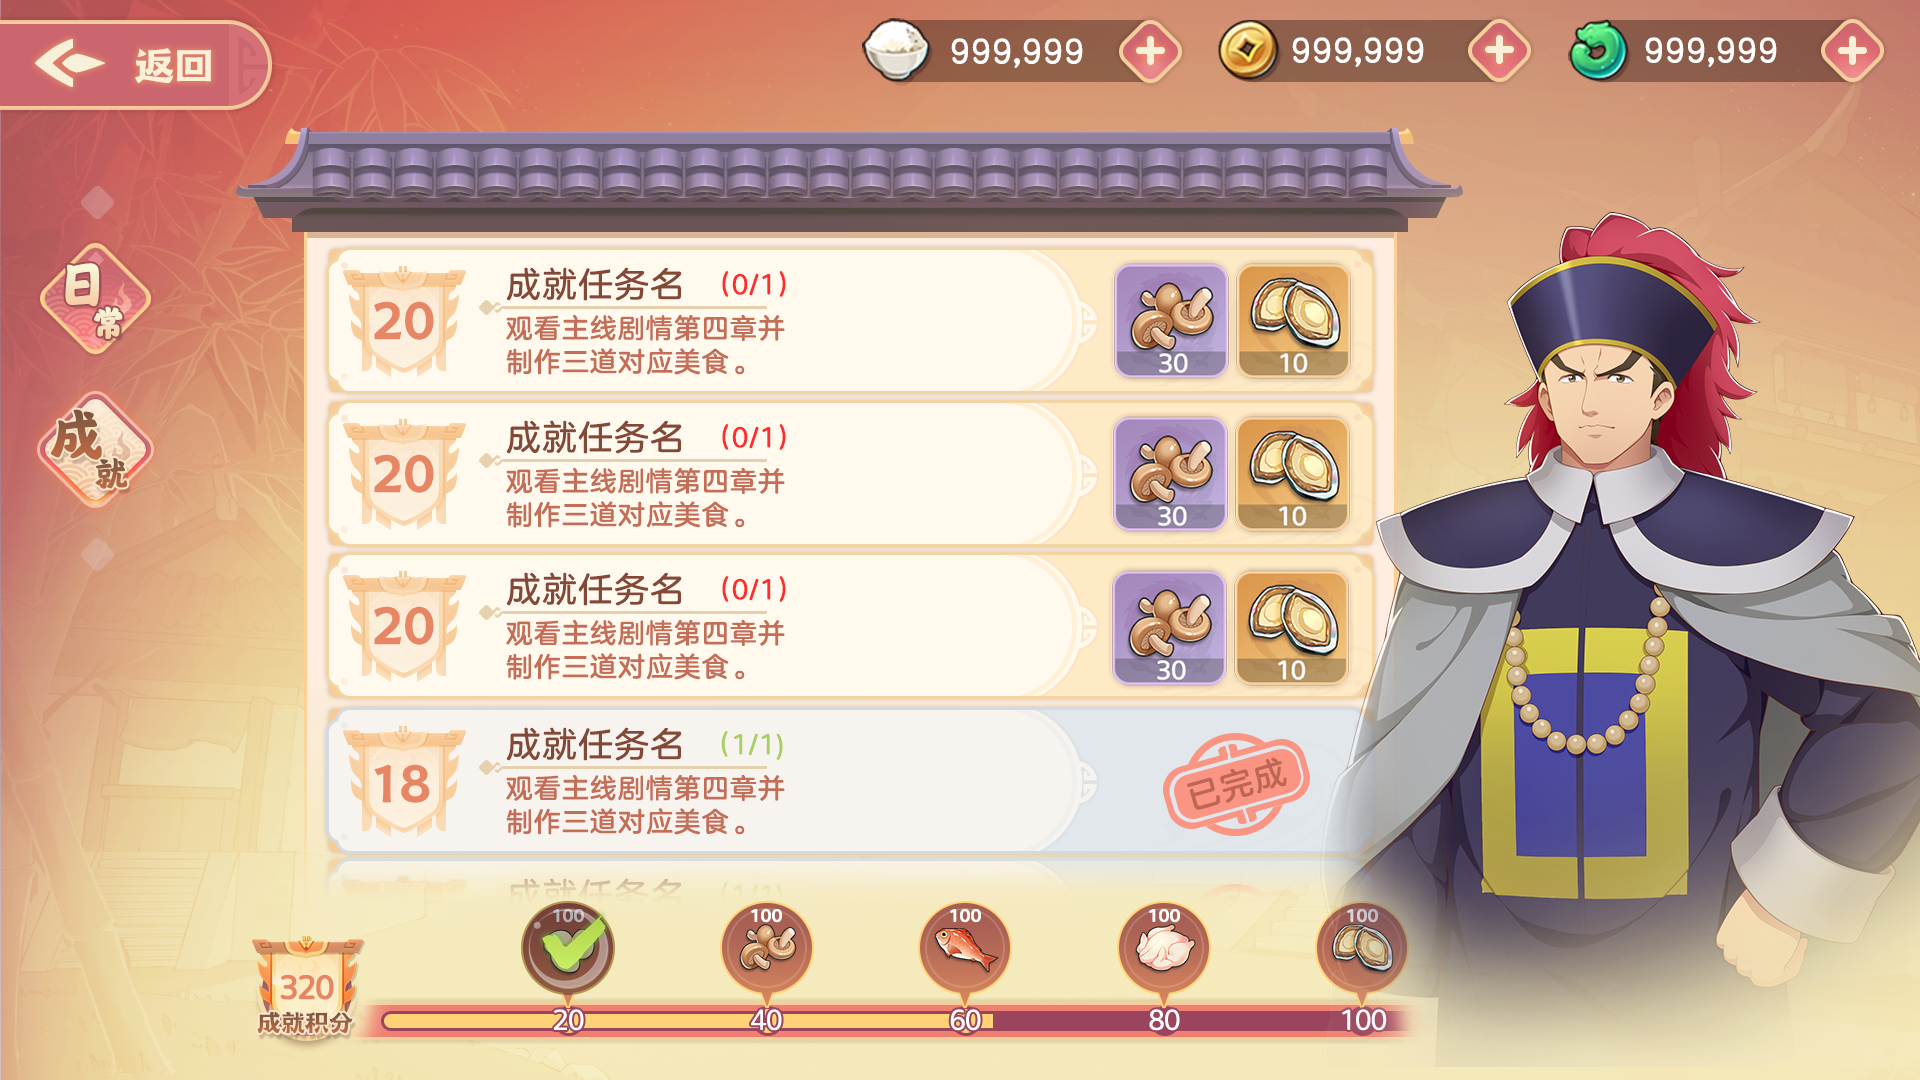 返回
999,999
999,999
999,999
日常
成就
20
成就任务名 (0/1)
观看主线剧情第四章并
制作三道对应美食。
30
10
20
成就任务名 (0/1)
观看主线剧情第四章并
制作三道对应美食。
30
10
20
成就任务名 (0/1)
观看主线剧情第四章并
制作三道对应美食。
30
10
18
成就任务名 (1/1)
观看主线剧情第四章并
制作三道对应美食。
已完成
成就任务名 (1/1)
100
100
100
100
100
320
成就积分
20
40
60
80
100